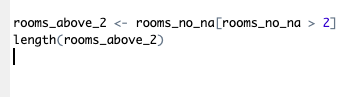 rooms_above_2 <- rooms_no_na[rooms_no_na > 2]
length(rooms_above_2)